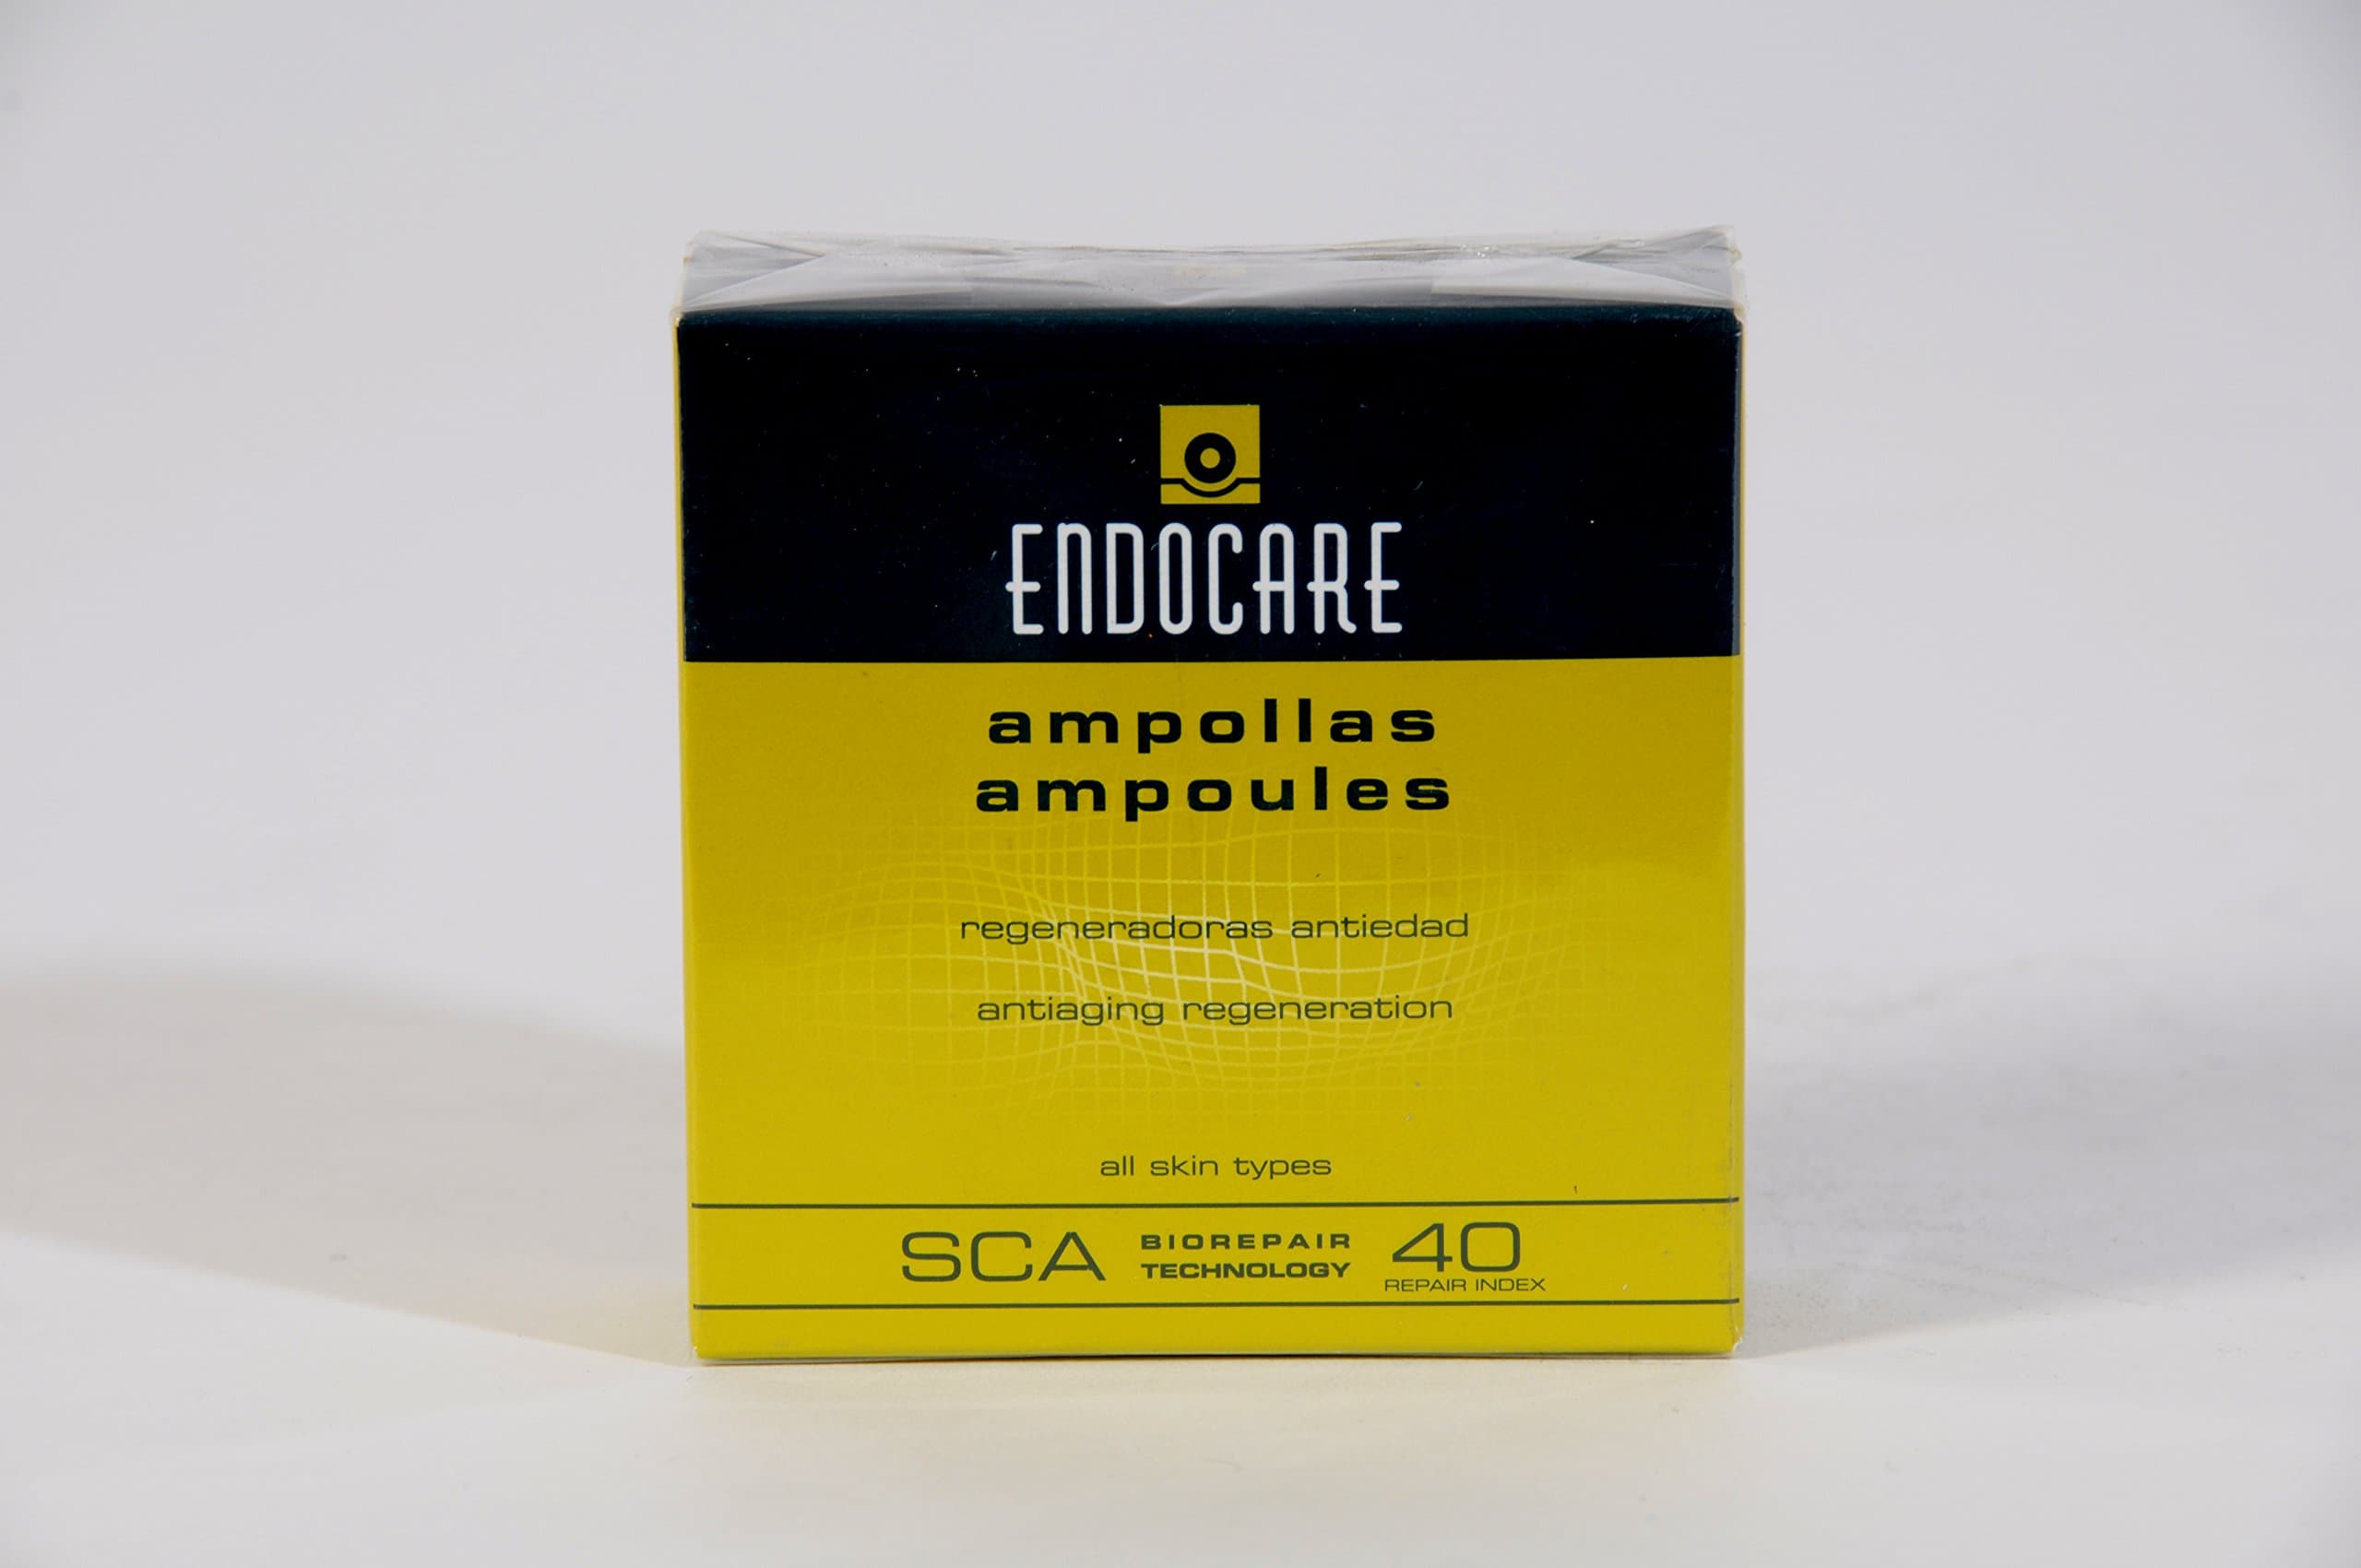 ENDOCARE
ampollas
ampoules
regeneradoras antiedad
antiaging regeneration
all skin types
SCA BIOREPAIR TECHNOLOGY 40 REPAIR INDEX